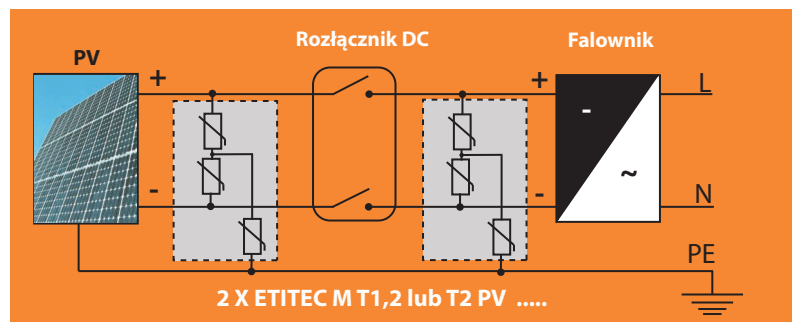 Rozłącznik DC
Falownik
PV
+
+
L
-
~
-
-
N
PE
2 X ETITEC M T1,2 lub T2 PV .....